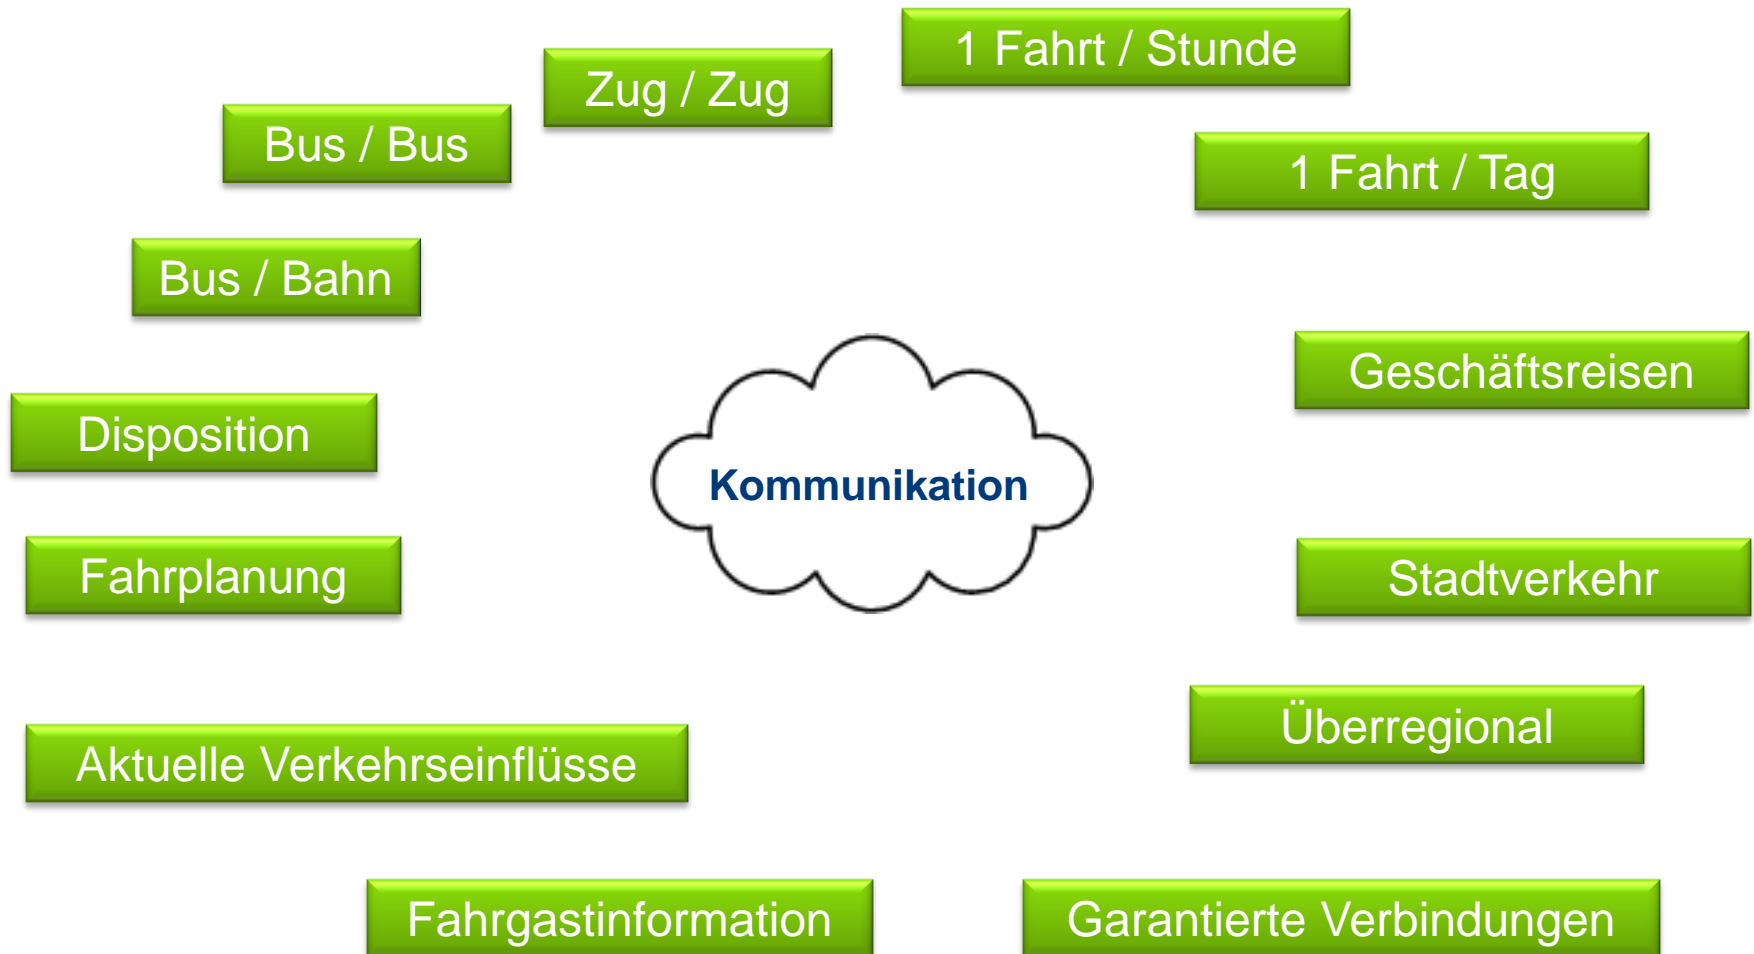 1 Fahrt / Stunde
Zug / Zug
Bus / Bus
1 Fahrt / Tag
Bus / Bahn
Geschäftsreisen
Disposition
Kommunikation
Fahrplanung
Stadtverkehr
Überregional
Aktuelle Verkehrseinflüsse
Fahrgastinformation
Garantierte Verbindungen